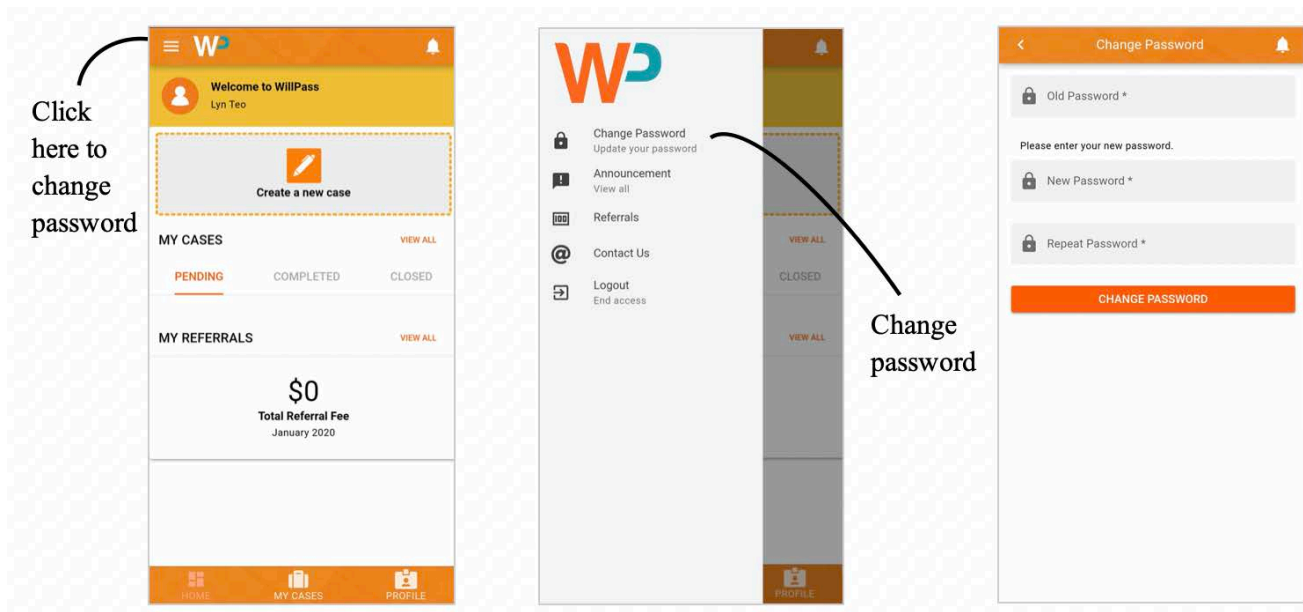 Click
here to
change
password
WP
Welcome to WillPass
Lyn Teo
Create a new case
MY CASES
VIEW ALL
PENDING
COMPLETED
CLOSED
MY REFERRALS
VIEW ALL
$0
Total Referral Fee
January 2020
HOME
MY CASES
PROFILE
WP
Change Password
Update your password
Announcement
View all
Referrals
Contact Us
Logout
End access
VIEW ALL
CLOSED
VIEW ALL
PROFILE
Change
password
Change Password
Old Password *
Please enter your new password.
New Password *
Repeat Password *
CHANGE PASSWORD